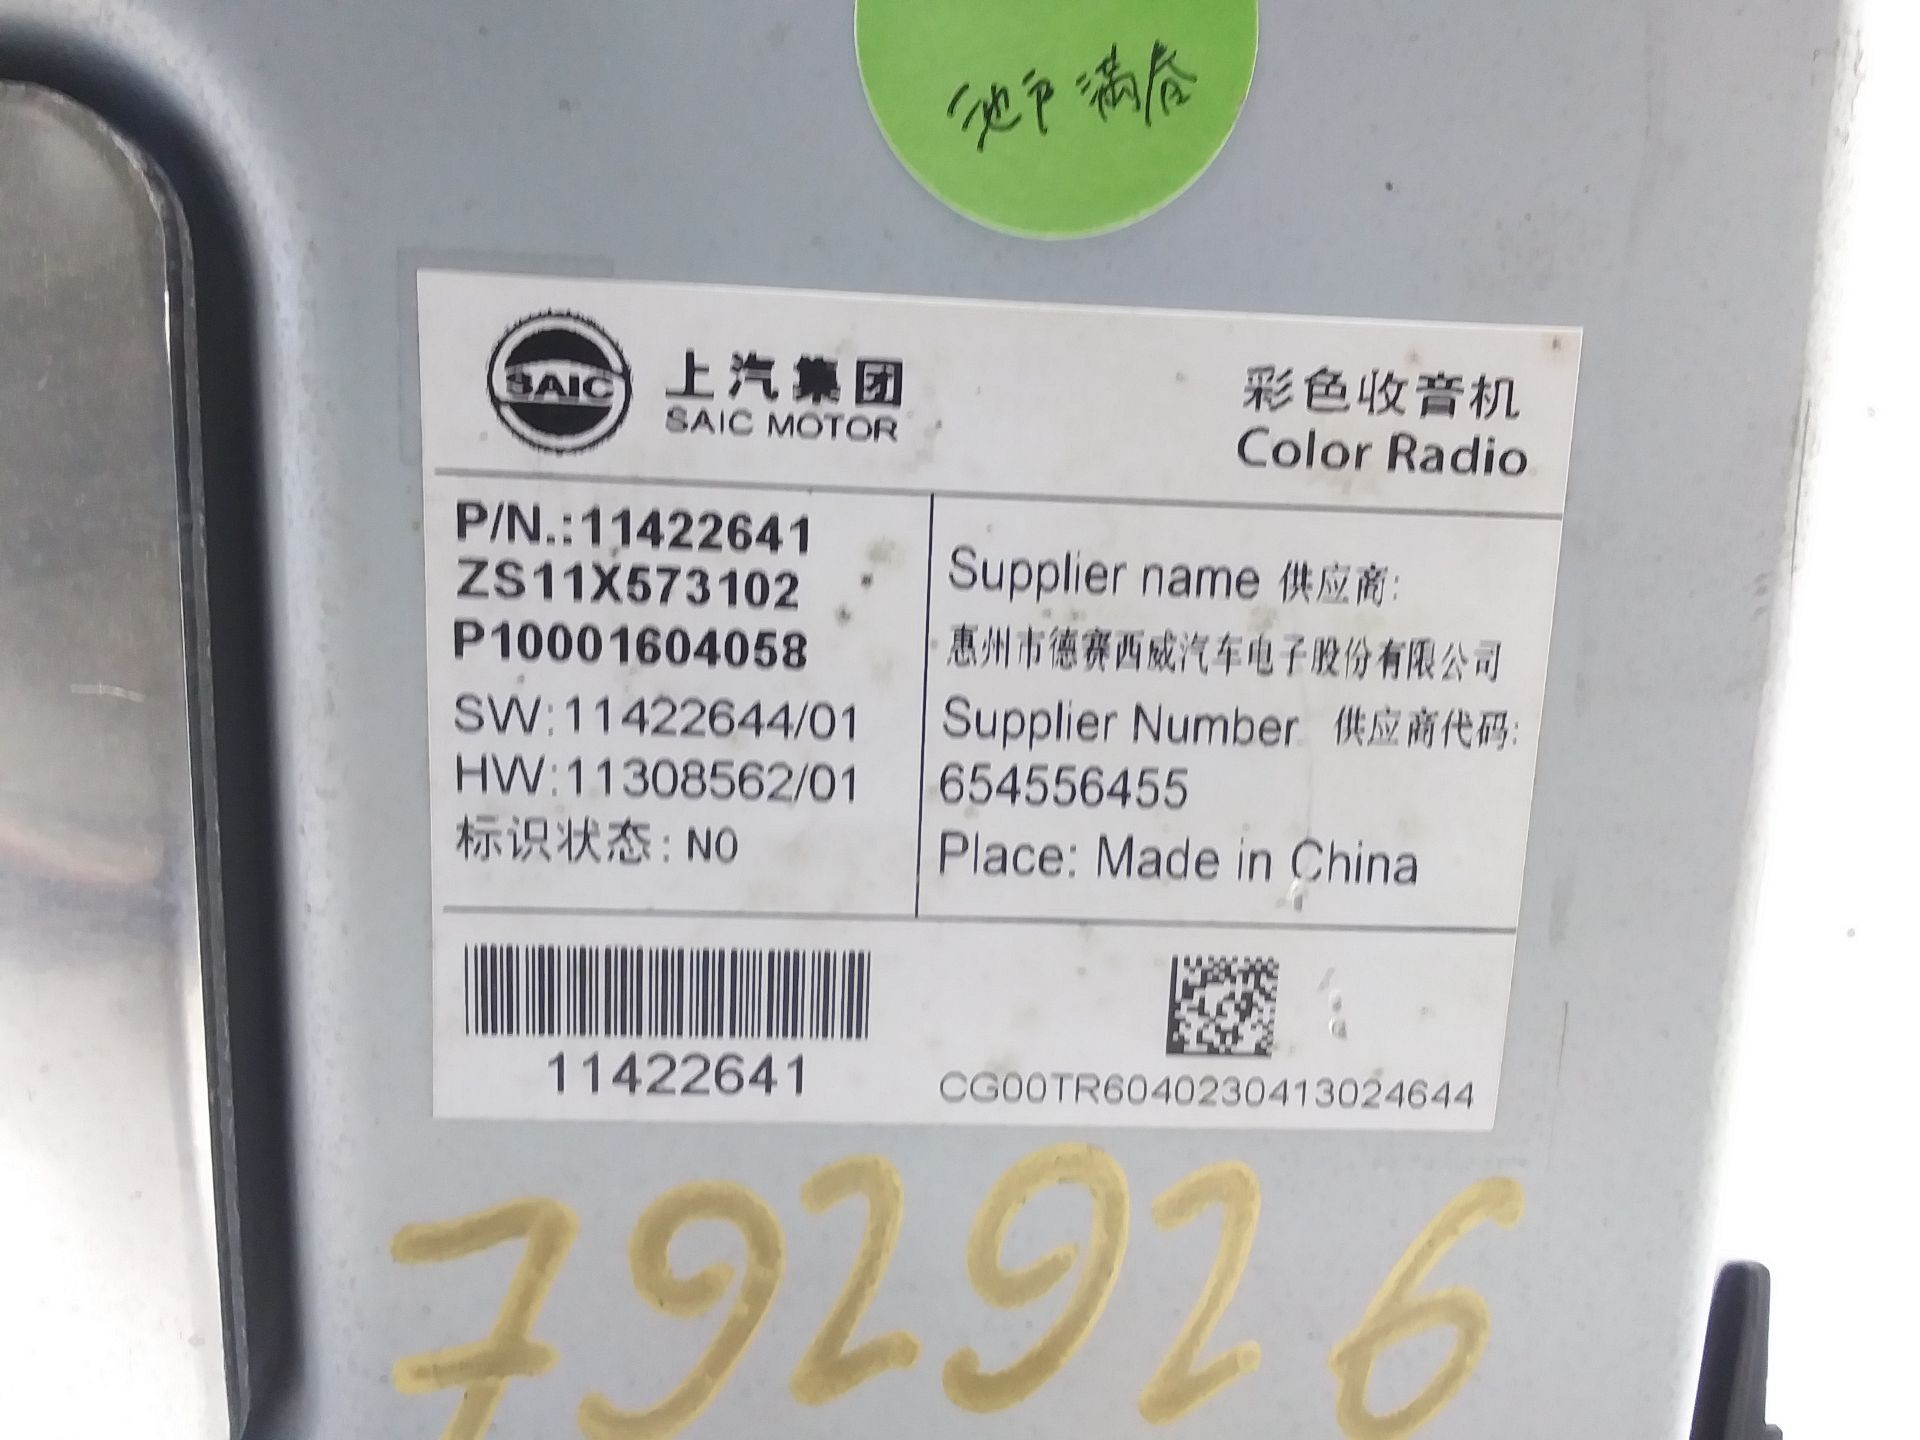 SAIC
上汽集团
SAIC MOTOR
彩色收音机
Color Radio
P/N.:11422641
ZS11X573102
P10001604058
SW:11422644/01
HW:11308562/01
标识状态: N0
Supplier name 供应商:
惠州市德赛西威汽车电子股份有限公司
Supplier Number 供应商代码:
654556455
Place: Made in China
11422641
CG00TR6040230413024644
792926